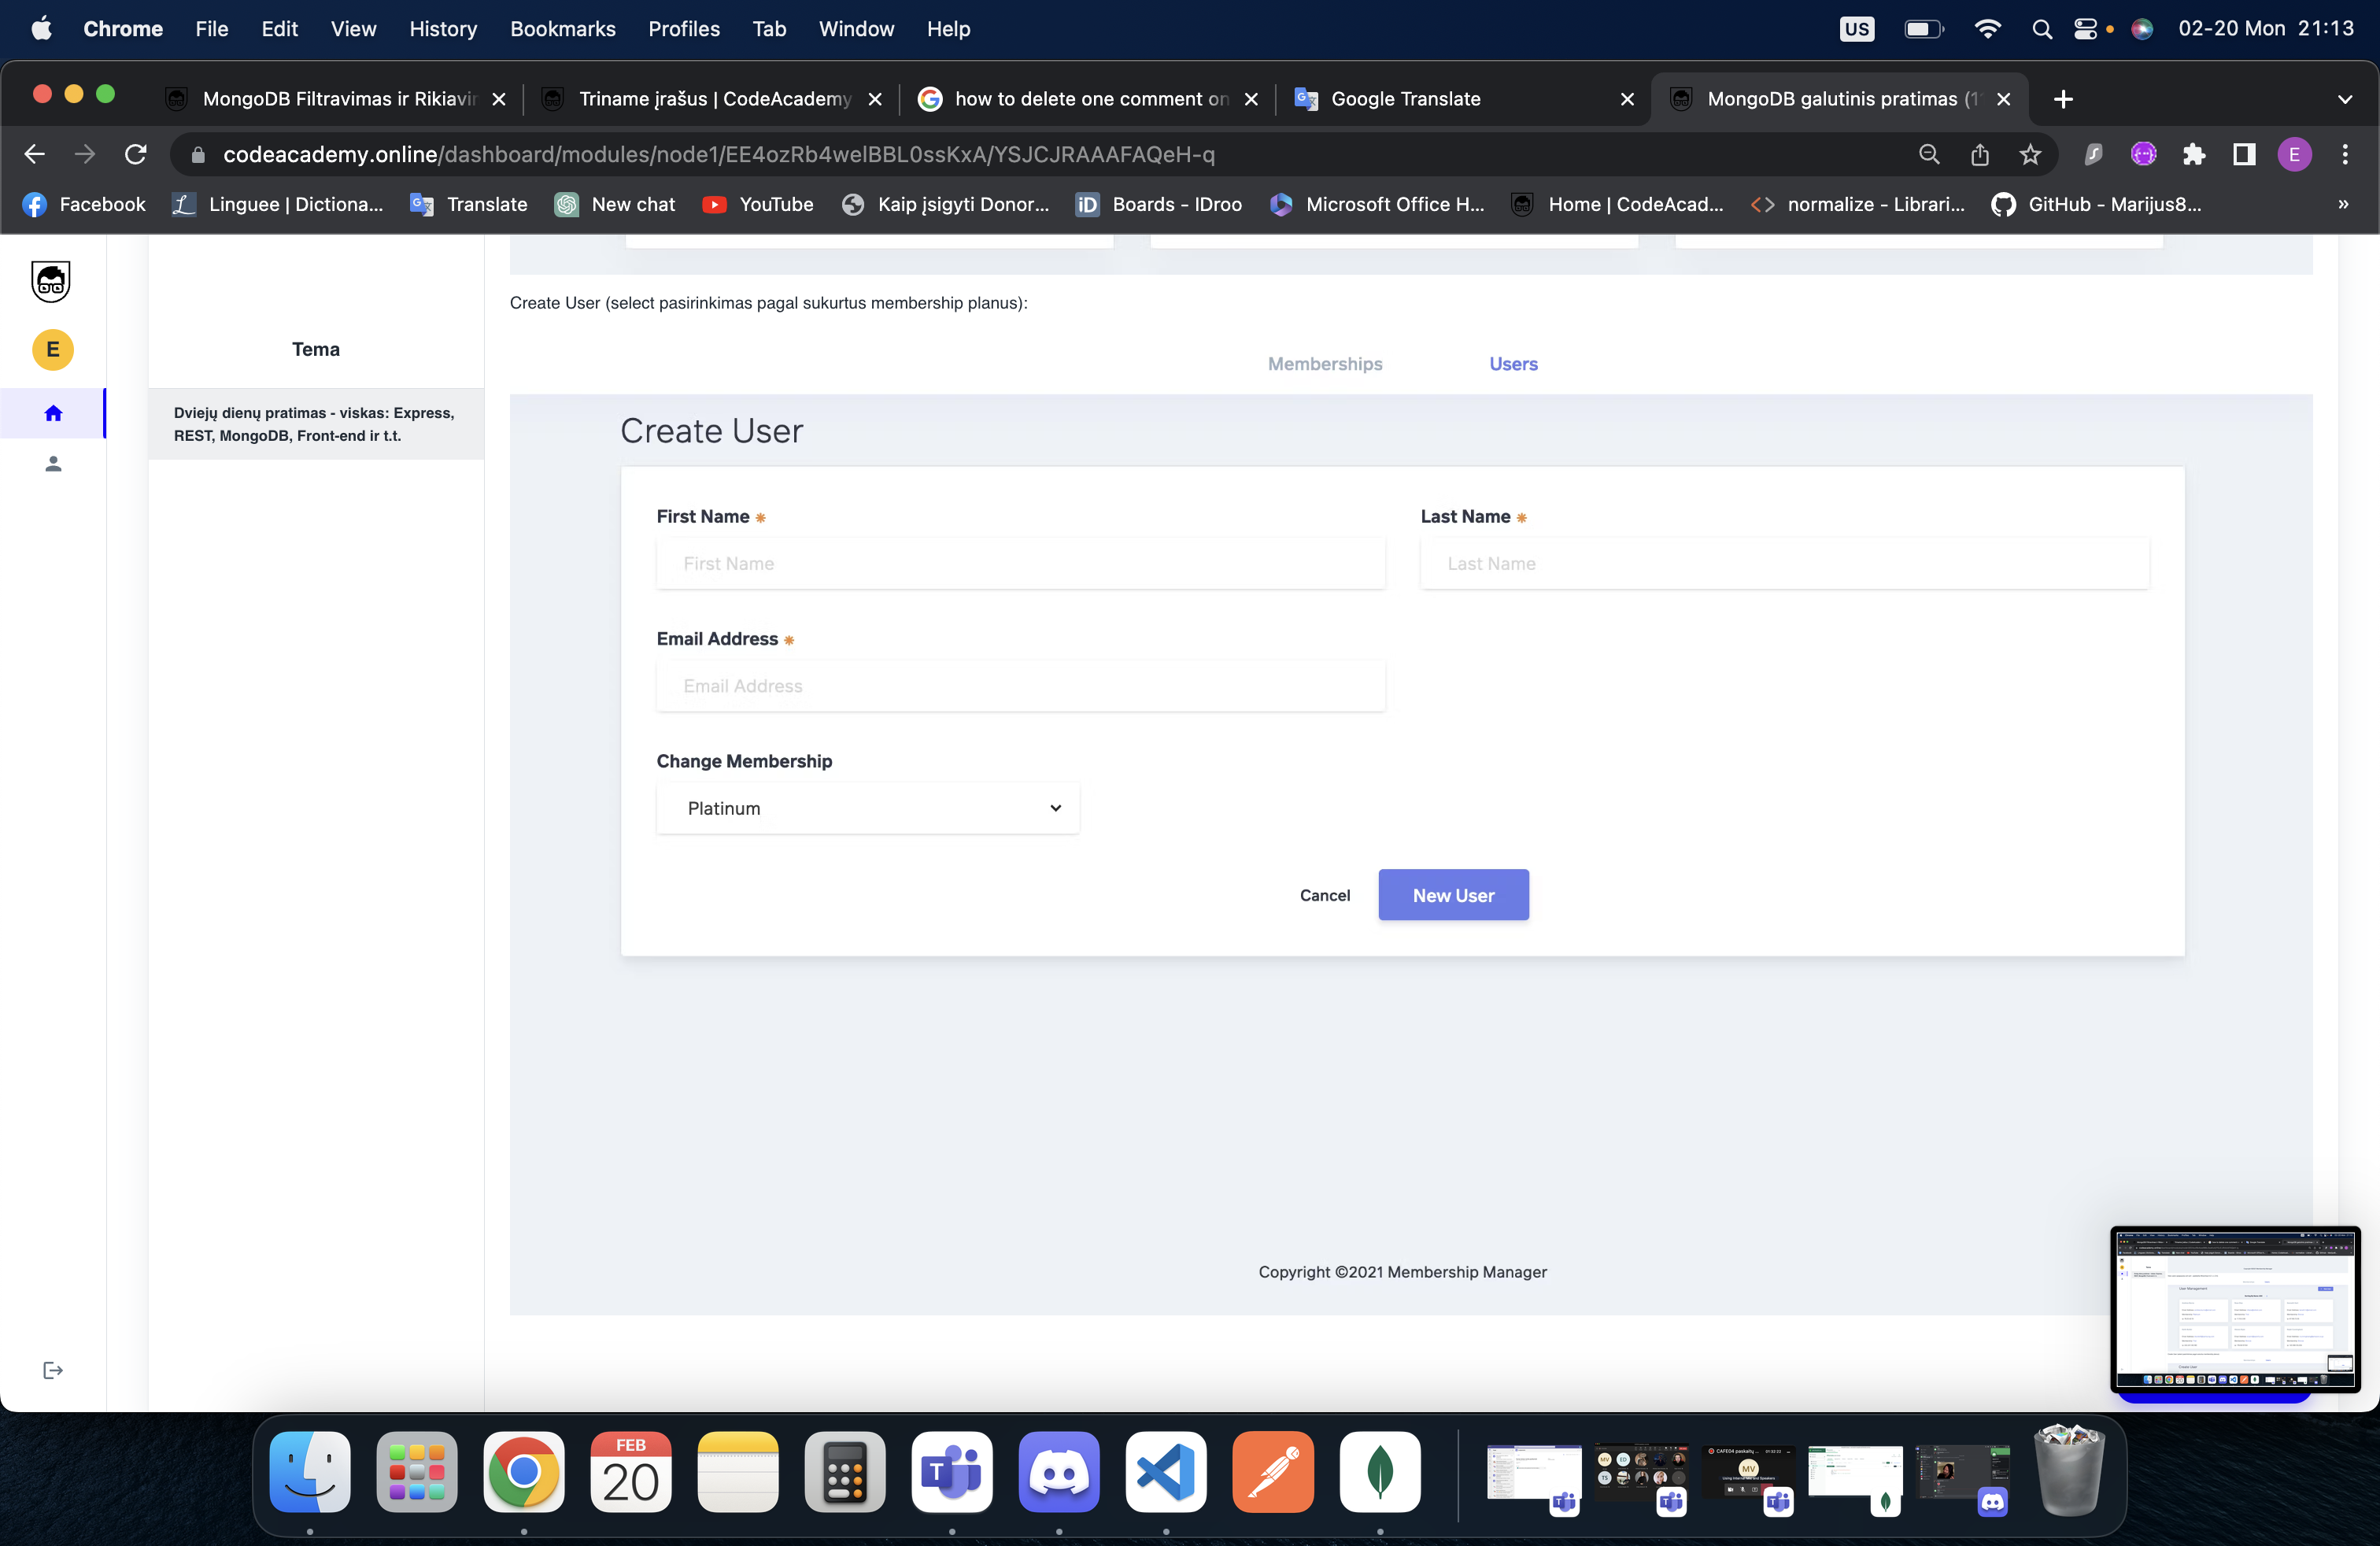 Chrome File Edit View History Bookmarks Profiles Tab Window Help US 02-20 Mon 21:13
MongoDB Filtravimas ir Rikiavir Triname įrašus | CodeAcademy how to delete one comment on Google Translate MongoDB galutinis pratimas (1
codeacademy.online/dashboard/modules/node1/EE4ozRb4weIBBL0ssKxA/YSJCJRAAAFAQeH-q E
Facebook Linguee | Dictiona... Translate New chat YouTube Kaip įsigyti Donor... Boards - IDroo Microsoft Office H... Home | CodeAcad... normalize - Librari... GitHub - Marijus8... »
E
Tema
Dviejų dienų pratimas - viskas: Express,
REST, MongoDB, Front-end ir t.t.
Create User (select pasirinkimas pagal sukurtus membership planus):
Memberships Users
Create User
First Name * Last Name *
First Name Last Name
Email Address *
Email Address
Change Membership
Platinum
Cancel New User
Copyright ©2021 Membership Manager
FEB
20